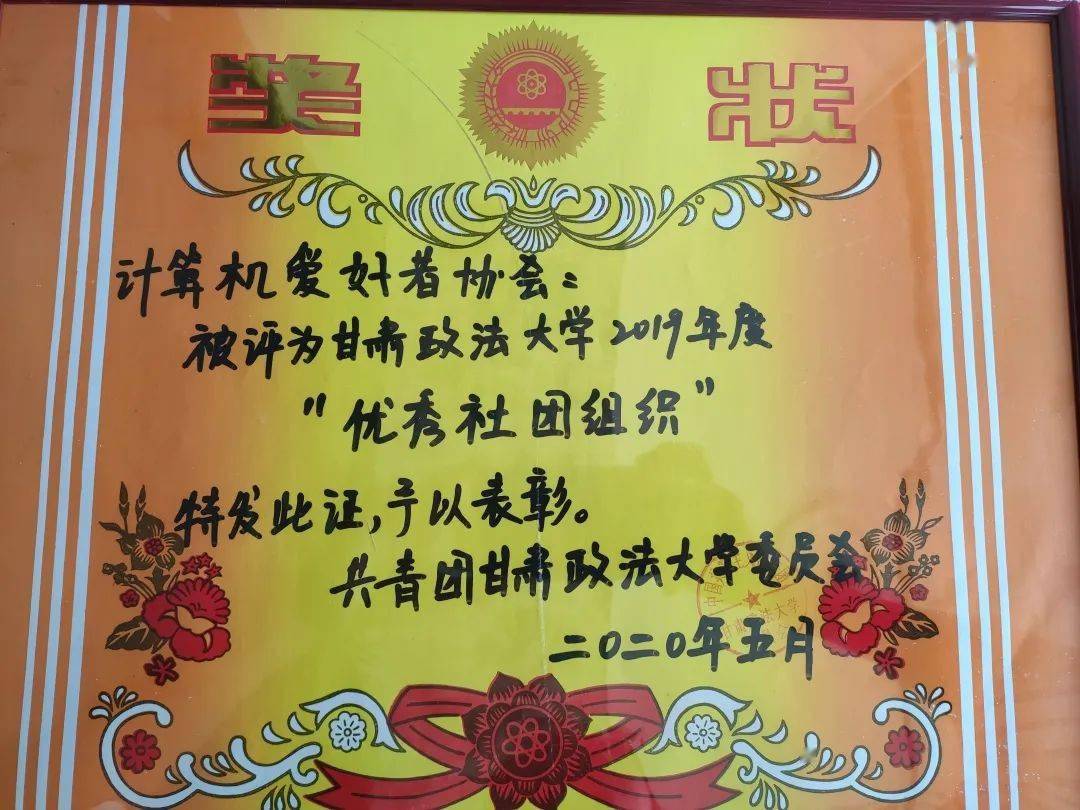 奖状
计算机爱好者协会：
被评为甘肃政法大学2019年度
“优秀社团组织”
特发此证,予以表彰。
共青团甘肃政法大学委员会
二〇二〇年五月